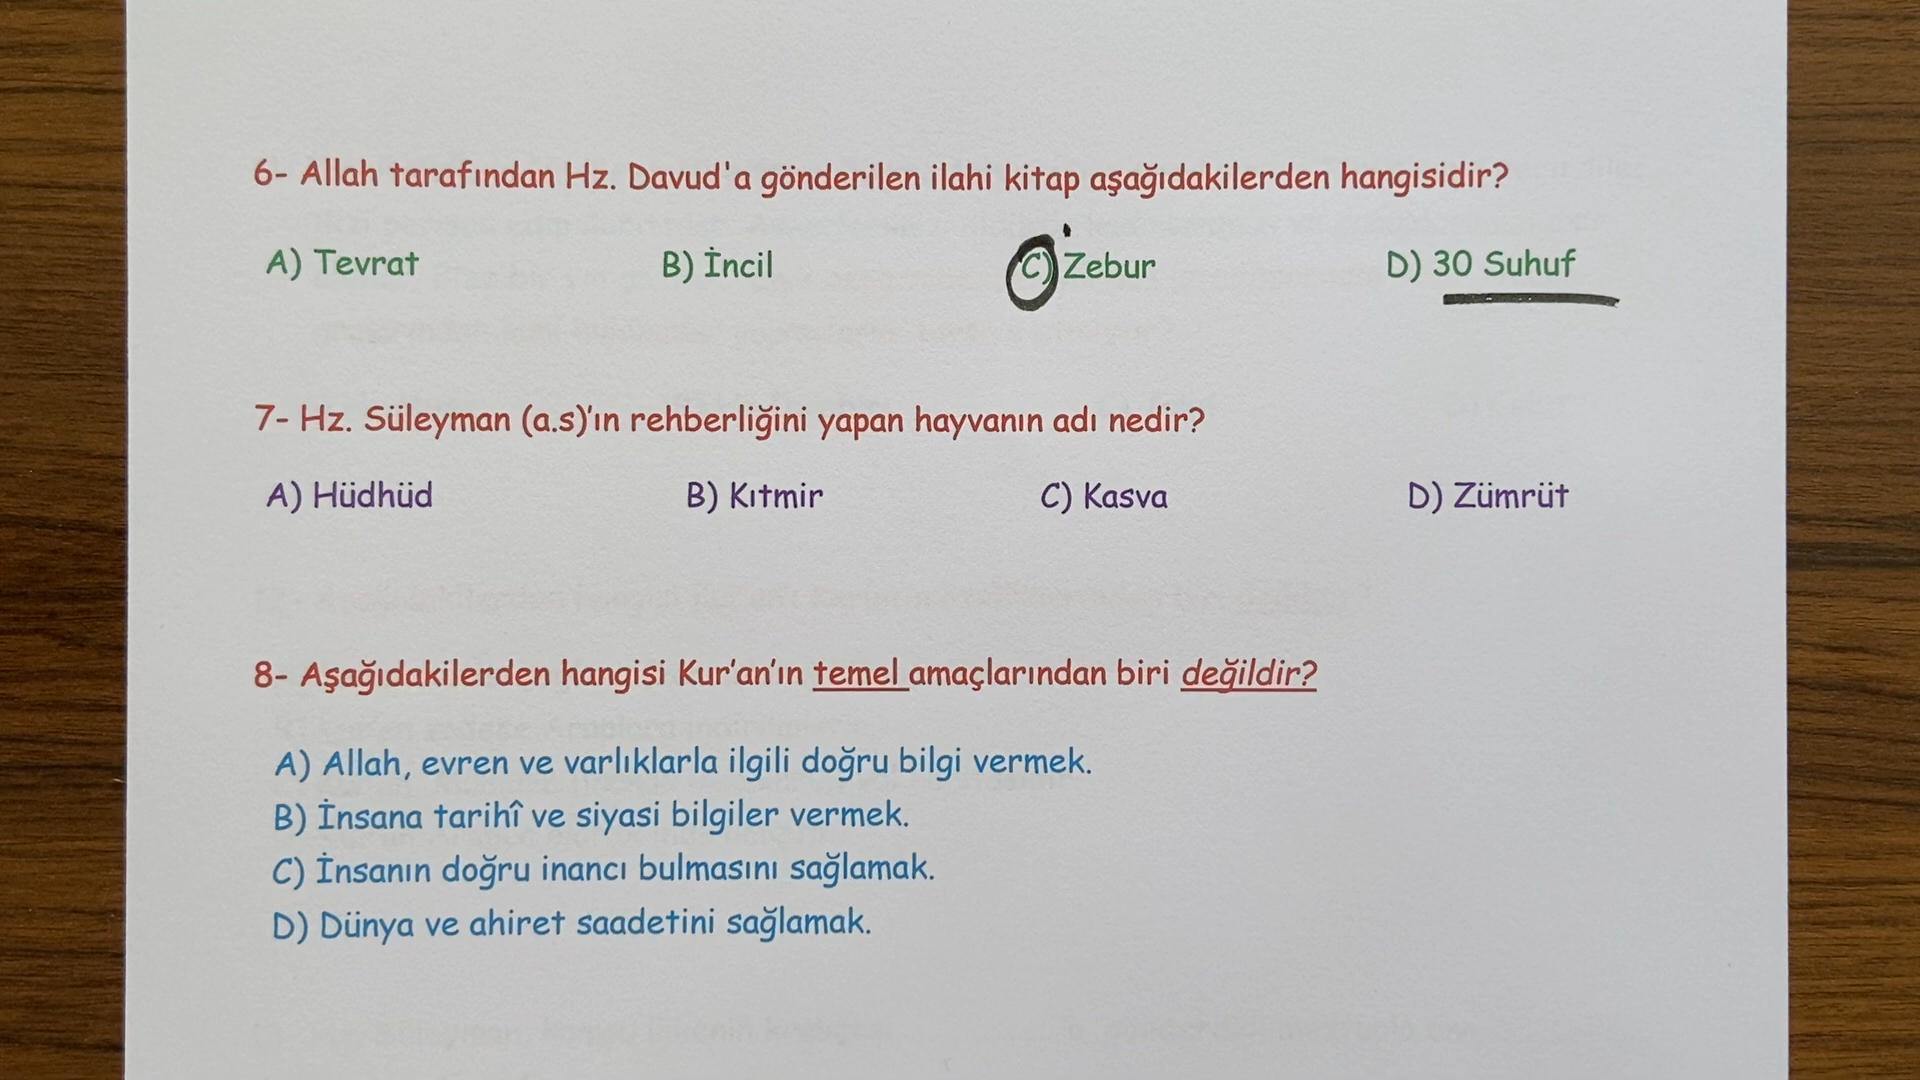 6- Allah tarafından Hz. Davud'a gönderilen ilahi kitap aşağıdakilerden hangisidir?
A) Tevrat B) İncil C) Zebur D) 30 Suhuf
7- Hz. Süleyman (a.s)'ın rehberliğini yapan hayvanın adı nedir?
A) Hüdhüd B) Kıtmir C) Kasva D) Zümrüt
8- Aşağıdakilerden hangisi Kur'an'ın temel amaçlarından biri değildir?
A) Allah, evren ve varlıklarla ilgili doğru bilgi vermek.
B) İnsana tarihî ve siyasi bilgiler vermek.
C) İnsanın doğru inancı bulmasını sağlamak.
D) Dünya ve ahiret saadetini sağlamak.